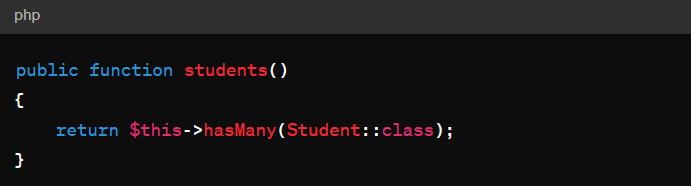 php
public function students()
{
    return $this->hasMany(Student::class);
}